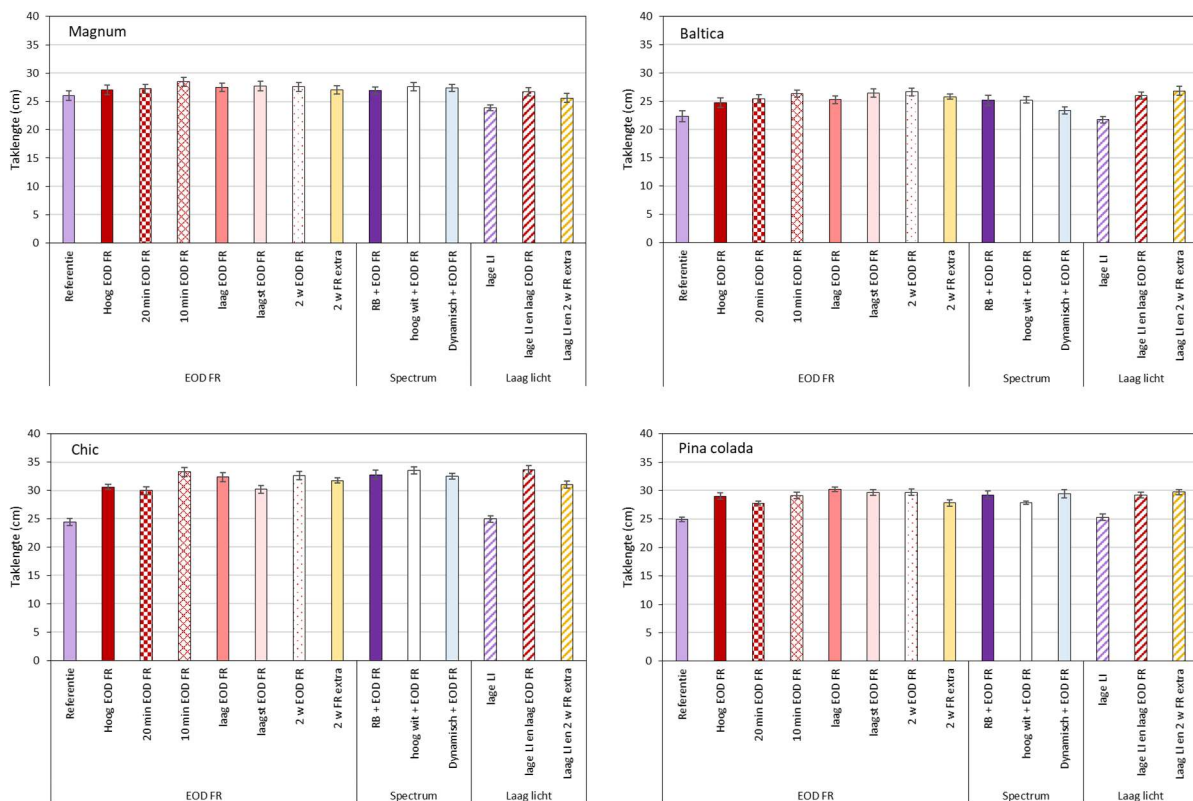 Magnum
Taklengte (cm)
40
35
30
25
20
15
10
5
0
Referentie
Hoog EOD FR
20 min EOD FR
10 min EOD FR
laag EOD FR
laagst EOD FR
2 w EOD FR
2 w FR extra
RB + EOD FR
hoog wit + EOD FR
Dynamisch + EOD FR
lage LI
lage LI en laag EOD FR
Laag LI en 2 w FR extra
EOD FR
Spectrum
Laag licht
Baltica
Taklengte (cm)
40
35
30
25
20
15
10
5
0
Referentie
Hoog EOD FR
20 min EOD FR
10 min EOD FR
laag EOD FR
laagst EOD FR
2 w EOD FR
2 w FR extra
RB + EOD FR
hoog wit + EOD FR
Dynamisch + EOD FR
lage LI
lage LI en laag EOD FR
Laag LI en 2 w FR extra
EOD FR
Spectrum
Laag licht
Chic
Taklengte (cm)
40
35
30
25
20
15
10
5
0
Referentie
Hoog EOD FR
20 min EOD FR
10 min EOD FR
laag EOD FR
laagst EOD FR
2 w EOD FR
2 w FR extra
RB + EOD FR
hoog wit + EOD FR
Dynamisch + EOD FR
lage LI
lage LI en laag EOD FR
Laag LI en 2 w FR extra
EOD FR
Spectrum
Laag licht
Pina colada
Taklengte (cm)
40
35
30
25
20
15
10
5
0
Referentie
Hoog EOD FR
20 min EOD FR
10 min EOD FR
laag EOD FR
laagst EOD FR
2 w EOD FR
2 w FR extra
RB + EOD FR
hoog wit + EOD FR
Dynamisch + EOD FR
lage LI
lage LI en laag EOD FR
Laag LI en 2 w FR extra
EOD FR
Spectrum
Laag licht